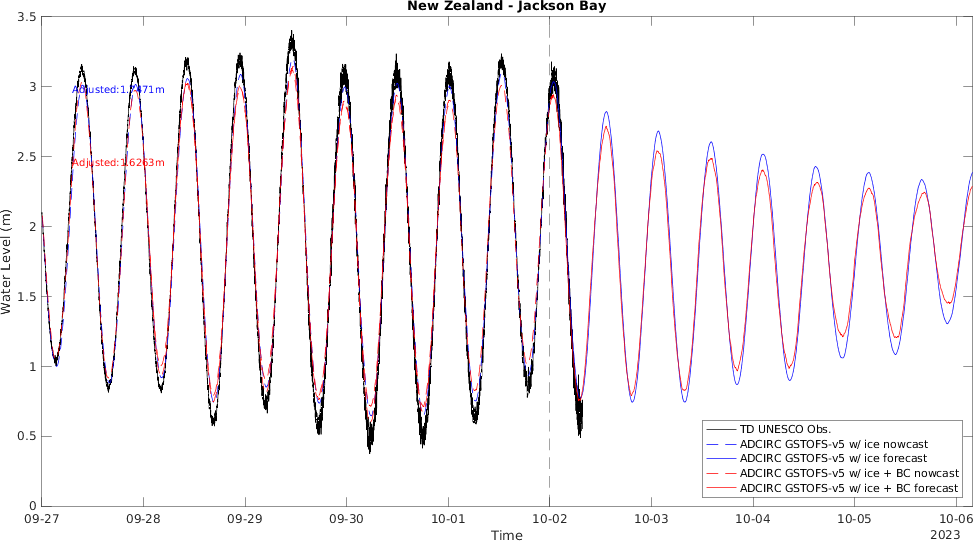 New Zealand - Jackson Bay
3.5
3
2.5
2
1.5
1
0.5
0
Water Level (m)
Adjusted:1.6263m
TD UNESCO Obs.
ADCIRC GSTOFS-v5 w/ ice nowcast
ADCIRC GSTOFS-v5 w/ ice forecast
ADCIRC GSTOFS-v5 w/ ice + BC nowcast
ADCIRC GSTOFS-v5 w/ ice + BC forecast
09-27 09-28 09-29 09-30 10-01 10-02 10-03 10-04 10-05 10-06
Time
2023